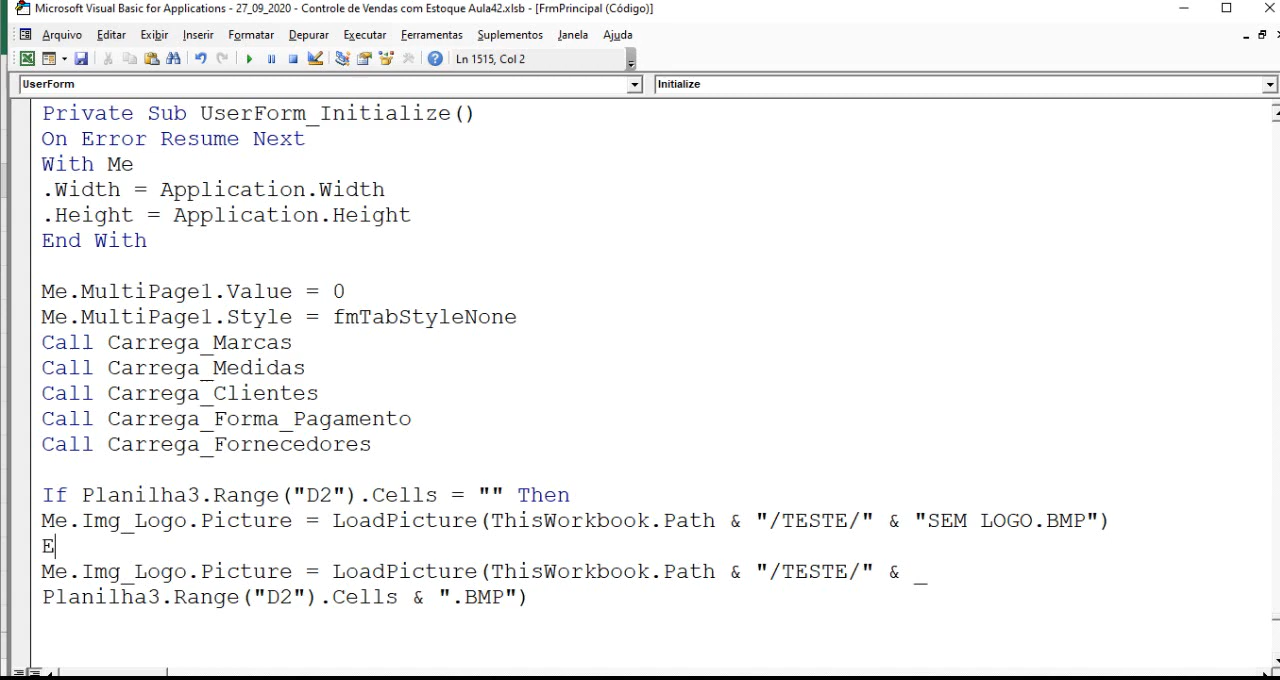 Microsoft Visual Basic for Applications - 27_09_2020 - Controle de Vendas com Estoque Aula42.xlsb - [FrmPrincipal (Código)]
Arquivo Editar Exibir Inserir Formatar Depurar Executar Ferramentas Suplementos Janela Ajuda
Ln 1515, Col 2
UserForm Initialize
Private Sub UserForm_Initialize()
On Error Resume Next
With Me
.Width = Application.Width
.Height = Application.Height
End With
Me.MultiPage1.Value = 0
Me.MultiPage1.Style = fmTabStyleNone
Call Carrega_Marcas
Call Carrega_Medidas
Call Carrega_Clientes
Call Carrega_Forma_Pagamento
Call Carrega_Fornecedores
If Planilha3.Range("D2").Cells = "" Then
Me.Img_Logo.Picture = LoadPicture(ThisWorkbook.Path & "/TESTE/" & "SEM LOGO.BMP")
E
Me.Img_Logo.Picture = LoadPicture(ThisWorkbook.Path & "/TESTE/" & _
Planilha3.Range("D2").Cells & ".BMP")